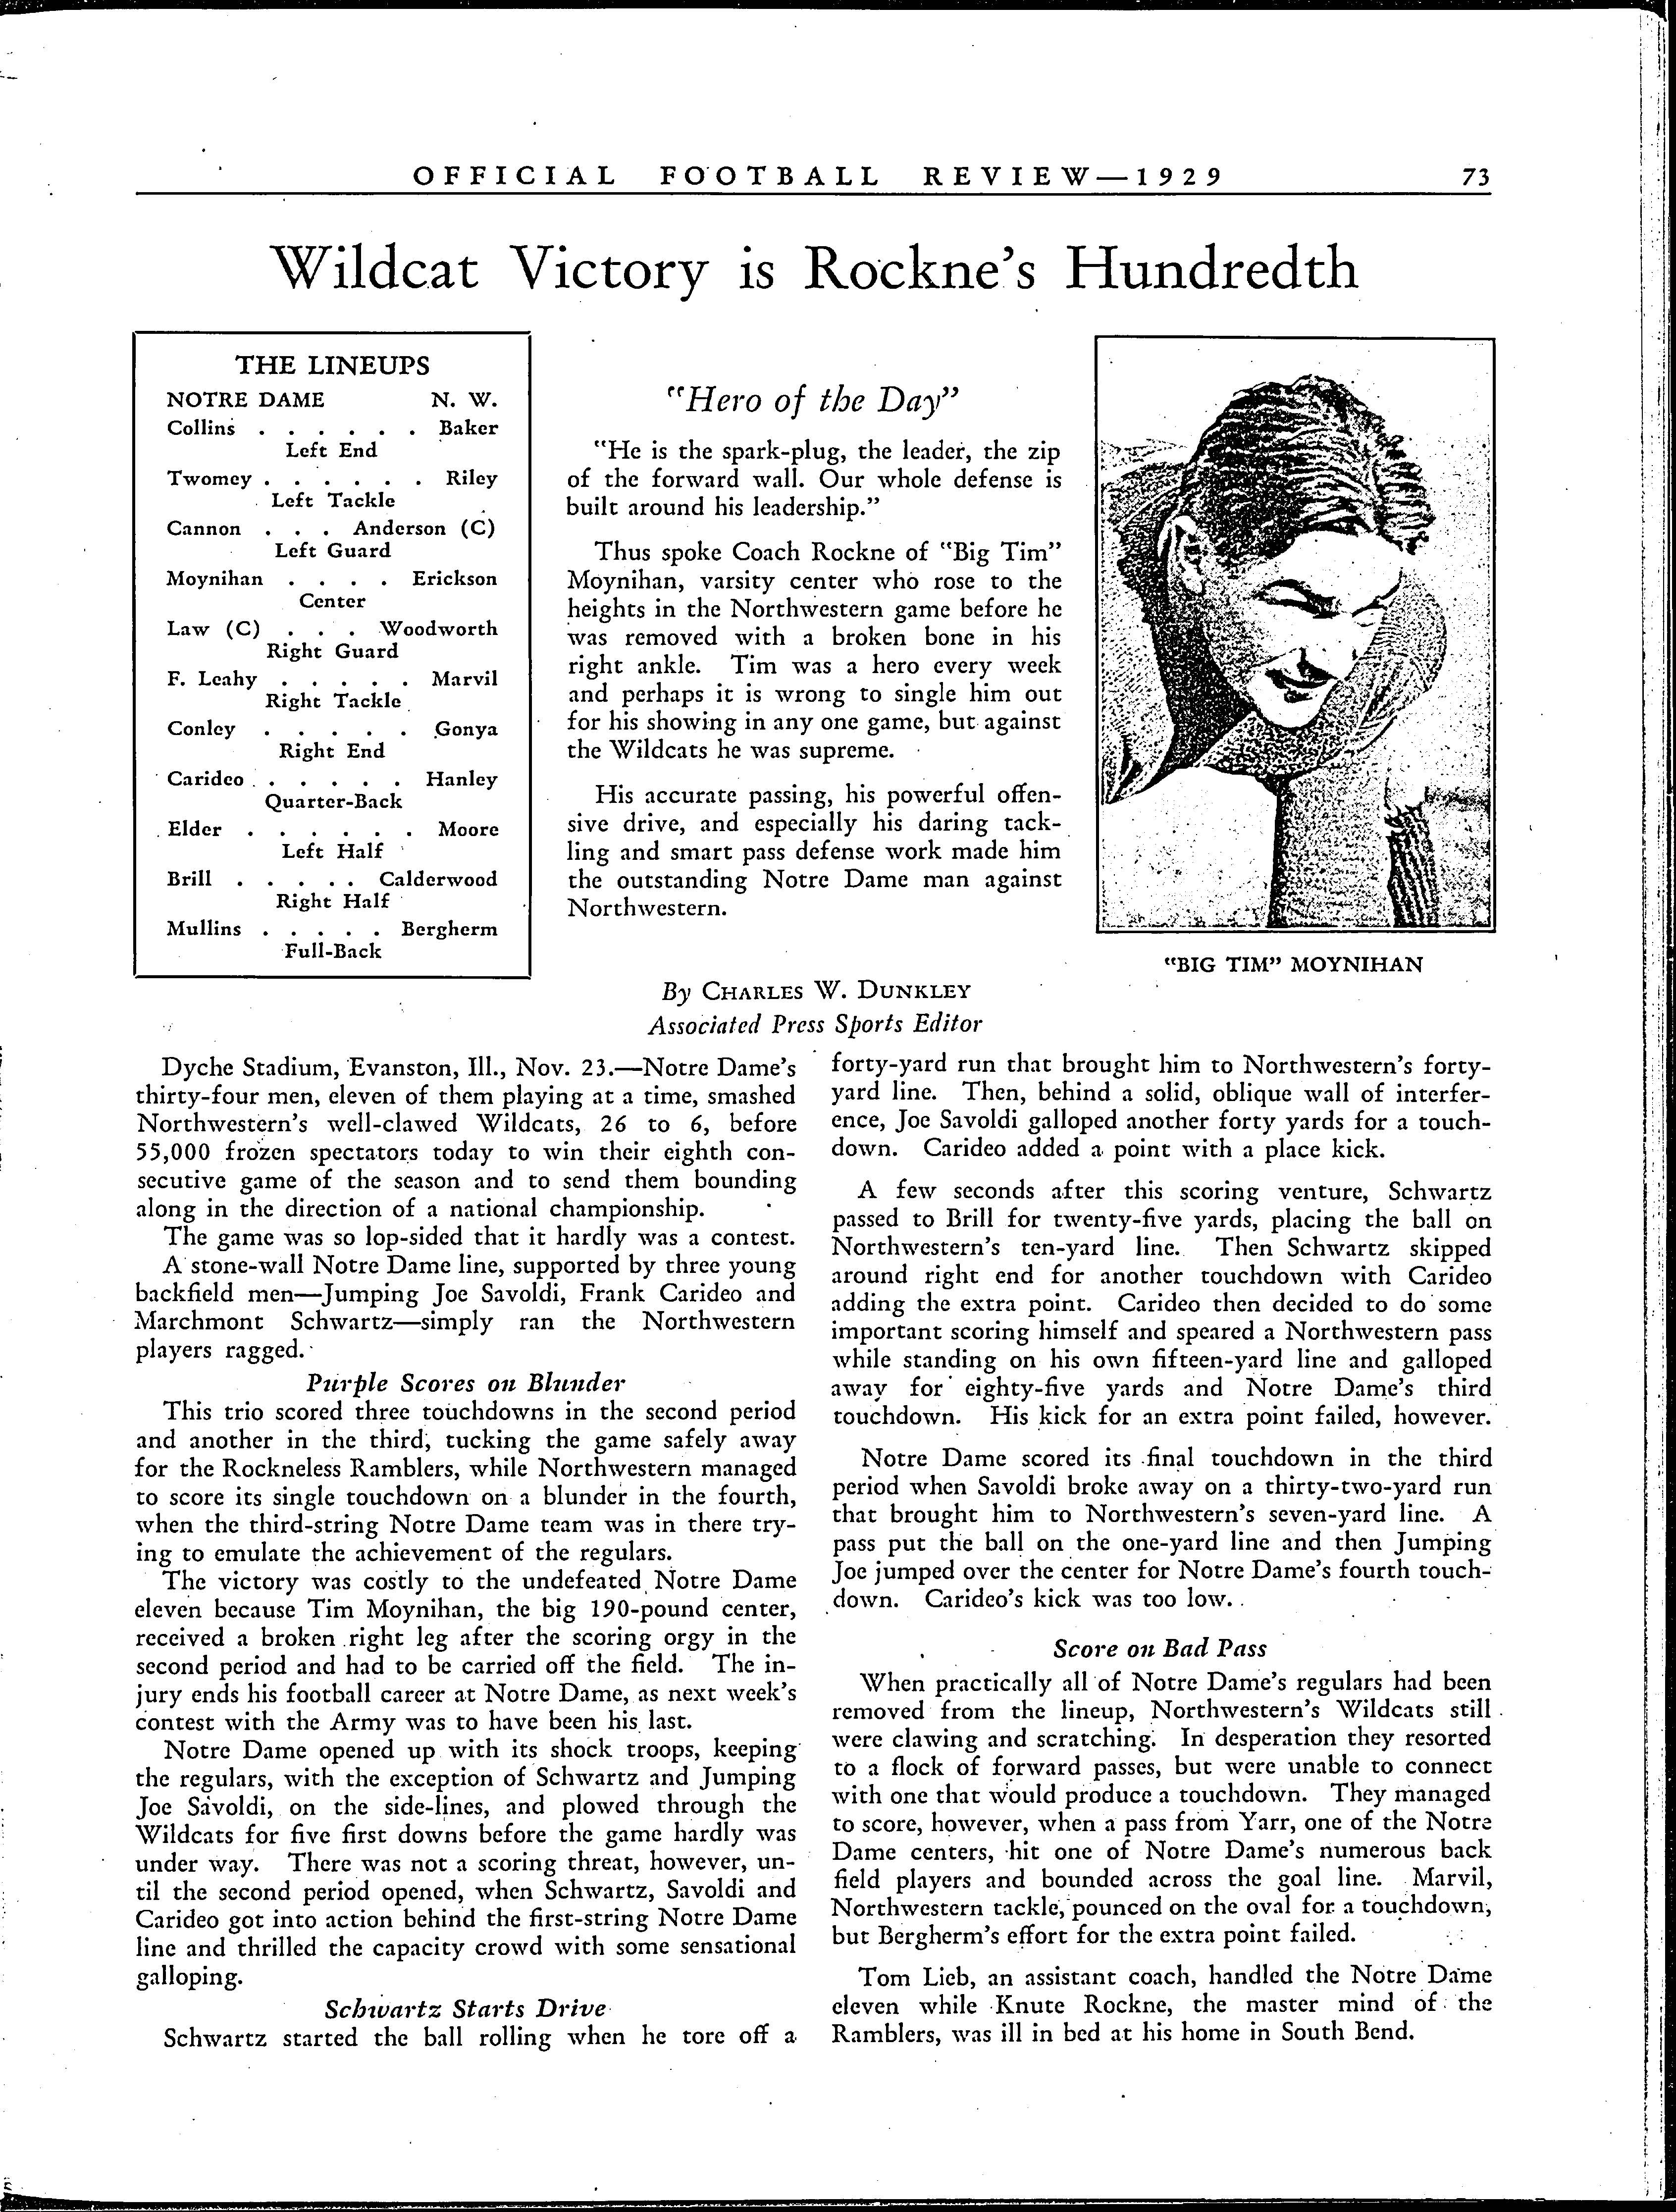 OFFICIAL FOOTBALL REVIEW—1929 73
Wildcat Victory is Rockne's Hundredth
THE LINEUPS
NOTRE DAME N. W.
Collins . . . . . . Baker
Left End
Twomey . . . . . . Riley
Left Tackle
Cannon . . . Anderson (C)
Left Guard
Moynihan . . . . Erickson
Center
Law (C) . . . Woodworth
Right Guard
F. Leahy . . . . . Marvil
Right Tackle
Conley . . . . . Gonya
Right End
Carideo . . . . . Hanley
Quarter-Back
Elder . . . . . . Moore
Left Half
Brill . . . . . Calderwood
Right Half
Mullins . . . . . Bergherm
Full-Back
"Hero of the Day"
"He is the spark-plug, the leader, the zip
of the forward wall. Our whole defense is
built around his leadership."
Thus spoke Coach Rockne of "Big Tim"
Moynihan, varsity center who rose to the
heights in the Northwestern game before he
was removed with a broken bone in his
right ankle. Tim was a hero every week
and perhaps it is wrong to single him out
for his showing in any one game, but against
the Wildcats he was supreme.
His accurate passing, his powerful offen-
sive drive, and especially his daring tack-
ling and smart pass defense work made him
the outstanding Notre Dame man against
Northwestern.
"BIG TIM" MOYNIHAN
By CHARLES W. DUNKLEY
Associated Press Sports Editor
Dyche Stadium, Evanston, Ill., Nov. 23.—Notre Dame's
thirty-four men, eleven of them playing at a time, smashed
Northwestern's well-clawed Wildcats, 26 to 6, before
55,000 frozen spectators today to win their eighth con-
secutive game of the season and to send them bounding
along in the direction of a national championship.
The game was so lop-sided that it hardly was a contest.
A stone-wall Notre Dame line, supported by three young
backfield men—Jumping Joe Savoldi, Frank Carideo and
Marchmont Schwartz—simply ran the Northwestern
players ragged.
Purple Scores on Blunder
This trio scored three touchdowns in the second period
and another in the third, tucking the game safely away
for the Rockneless Ramblers, while Northwestern managed
to score its single touchdown on a blunder in the fourth,
when the third-string Notre Dame team was in there try-
ing to emulate the achievement of the regulars.
The victory was costly to the undefeated Notre Dame
eleven because Tim Moynihan, the big 190-pound center,
received a broken right leg after the scoring orgy in the
second period and had to be carried off the field. The in-
jury ends his football career at Notre Dame, as next week's
contest with the Army was to have been his last.
Notre Dame opened up with its shock troops, keeping
the regulars, with the exception of Schwartz and Jumping
Joe Savoldi, on the side-lines, and plowed through the
Wildcats for five first downs before the game hardly was
under way. There was not a scoring threat, however, un-
til the second period opened, when Schwartz, Savoldi and
Carideo got into action behind the first-string Notre Dame
line and thrilled the capacity crowd with some sensational
galloping.
Schwartz Starts Drive
Schwartz started the ball rolling when he tore off a
forty-yard run that brought him to Northwestern's forty-
yard line. Then, behind a solid, oblique wall of interfer-
ence, Joe Savoldi galloped another forty yards for a touch-
down. Carideo added a point with a place kick.
A few seconds after this scoring venture, Schwartz
passed to Brill for twenty-five yards, placing the ball on
Northwestern's ten-yard line. Then Schwartz skipped
around right end for another touchdown with Carideo
adding the extra point. Carideo then decided to do some
important scoring himself and speared a Northwestern pass
while standing on his own fifteen-yard line and galloped
away for eighty-five yards and Notre Dame's third
touchdown. His kick for an extra point failed, however.
Notre Dame scored its final touchdown in the third
period when Savoldi broke away on a thirty-two-yard run
that brought him to Northwestern's seven-yard line. A
pass put the ball on the one-yard line and then Jumping
Joe jumped over the center for Notre Dame's fourth touch-
down. Carideo's kick was too low.
Score on Bad Pass
When practically all of Notre Dame's regulars had been
removed from the lineup, Northwestern's Wildcats still
were clawing and scratching. In desperation they resorted
to a flock of forward passes, but were unable to connect
with one that would produce a touchdown. They managed
to score, however, when a pass from Yarr, one of the Notre
Dame centers, hit one of Notre Dame's numerous back
field players and bounded across the goal line. Marvil,
Northwestern tackle, pounced on the oval for a touchdown,
but Bergherm's effort for the extra point failed.
Tom Lieb, an assistant coach, handled the Notre Dame
eleven while Knute Rockne, the master mind of the
Ramblers, was ill in bed at his home in South Bend.